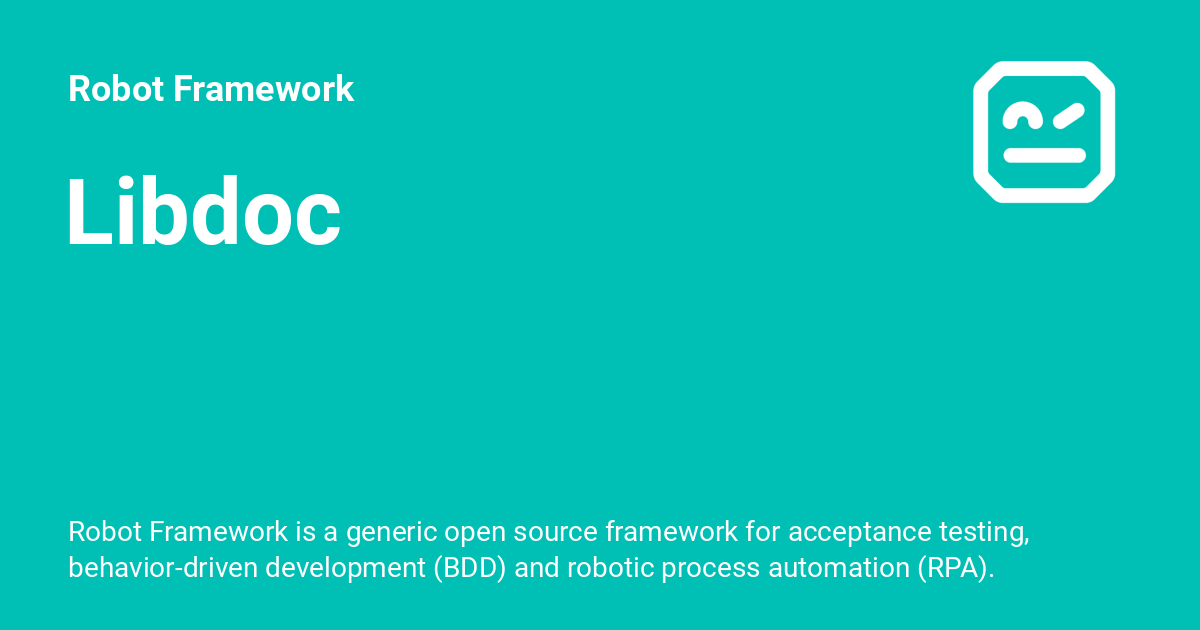 Robot Framework
Libdoc
Robot Framework is a generic open source framework for acceptance testing,
behavior-driven development (BDD) and robotic process automation (RPA).